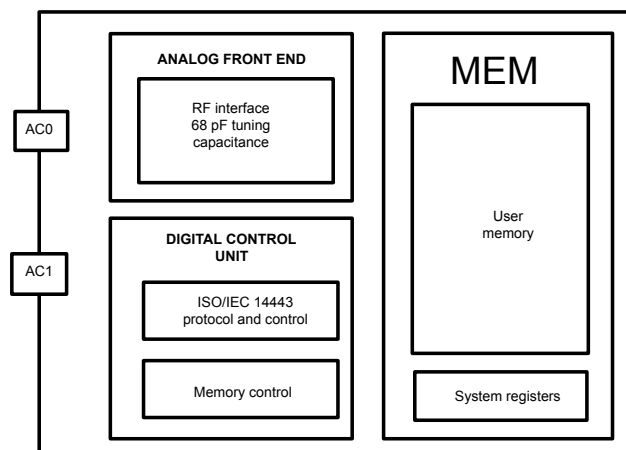 ANALOG FRONT END
RF interface
68 pF tuning
capacitance
MEM
User
memory
AC0
AC1
DIGITAL CONTROL
UNIT
ISO/IEC 14443
protocol and control
Memory control
System registers